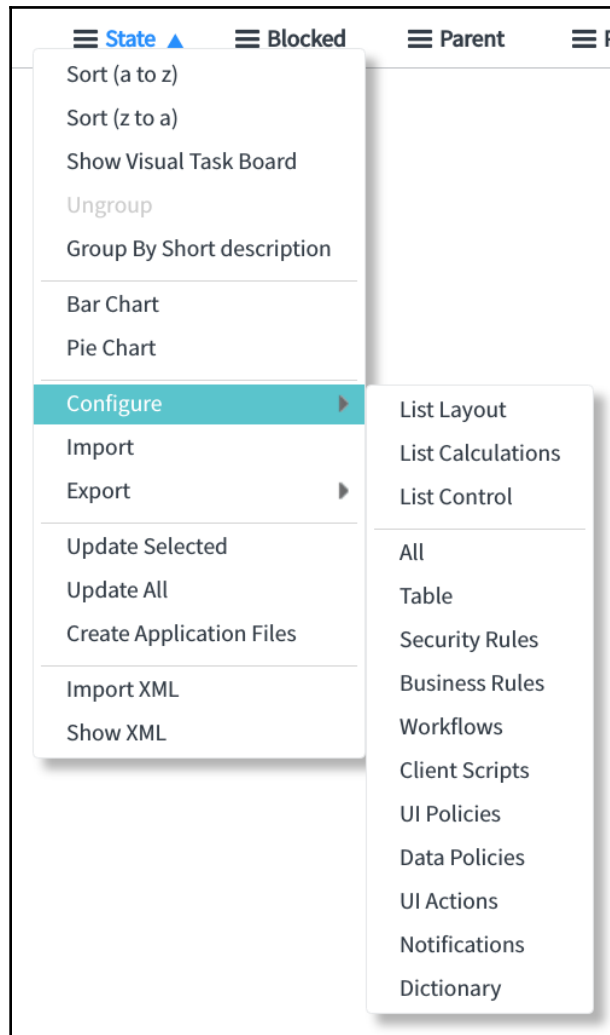 State ▲ Blocked Parent
Sort (a to z)
Sort (z to a)
Show Visual Task Board
Ungroup
Group By Short description
Bar Chart
Pie Chart
Configure
Import
Export
Update Selected
Update All
Create Application Files
Import XML
Show XML
List Layout
List Calculations
List Control
All
Table
Security Rules
Business Rules
Workflows
Client Scripts
UI Policies
Data Policies
UI Actions
Notifications
Dictionary